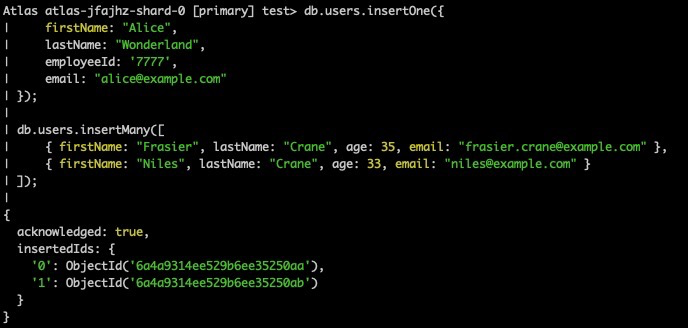 Atlas atlas-jfajhz-shard-0 [primary] test> db.users.insertOne({
|     firstName: "Alice",
|     lastName: "Wonderland",
|     employeeId: '7777',
|     email: "alice@example.com"
| });
|
| db.users.insertMany([
|     { firstName: "Frasier", lastName: "Crane", age: 35, email: "frasier.crane@example.com" },
|     { firstName: "Niles", lastName: "Crane", age: 33, email: "niles@example.com" }
| ]);
|
{
  acknowledged: true,
  insertedIds: {
    '0': ObjectId('6a4a9314ee529b6ee35250aa'),
    '1': ObjectId('6a4a9314ee529b6ee35250ab')
  }
}